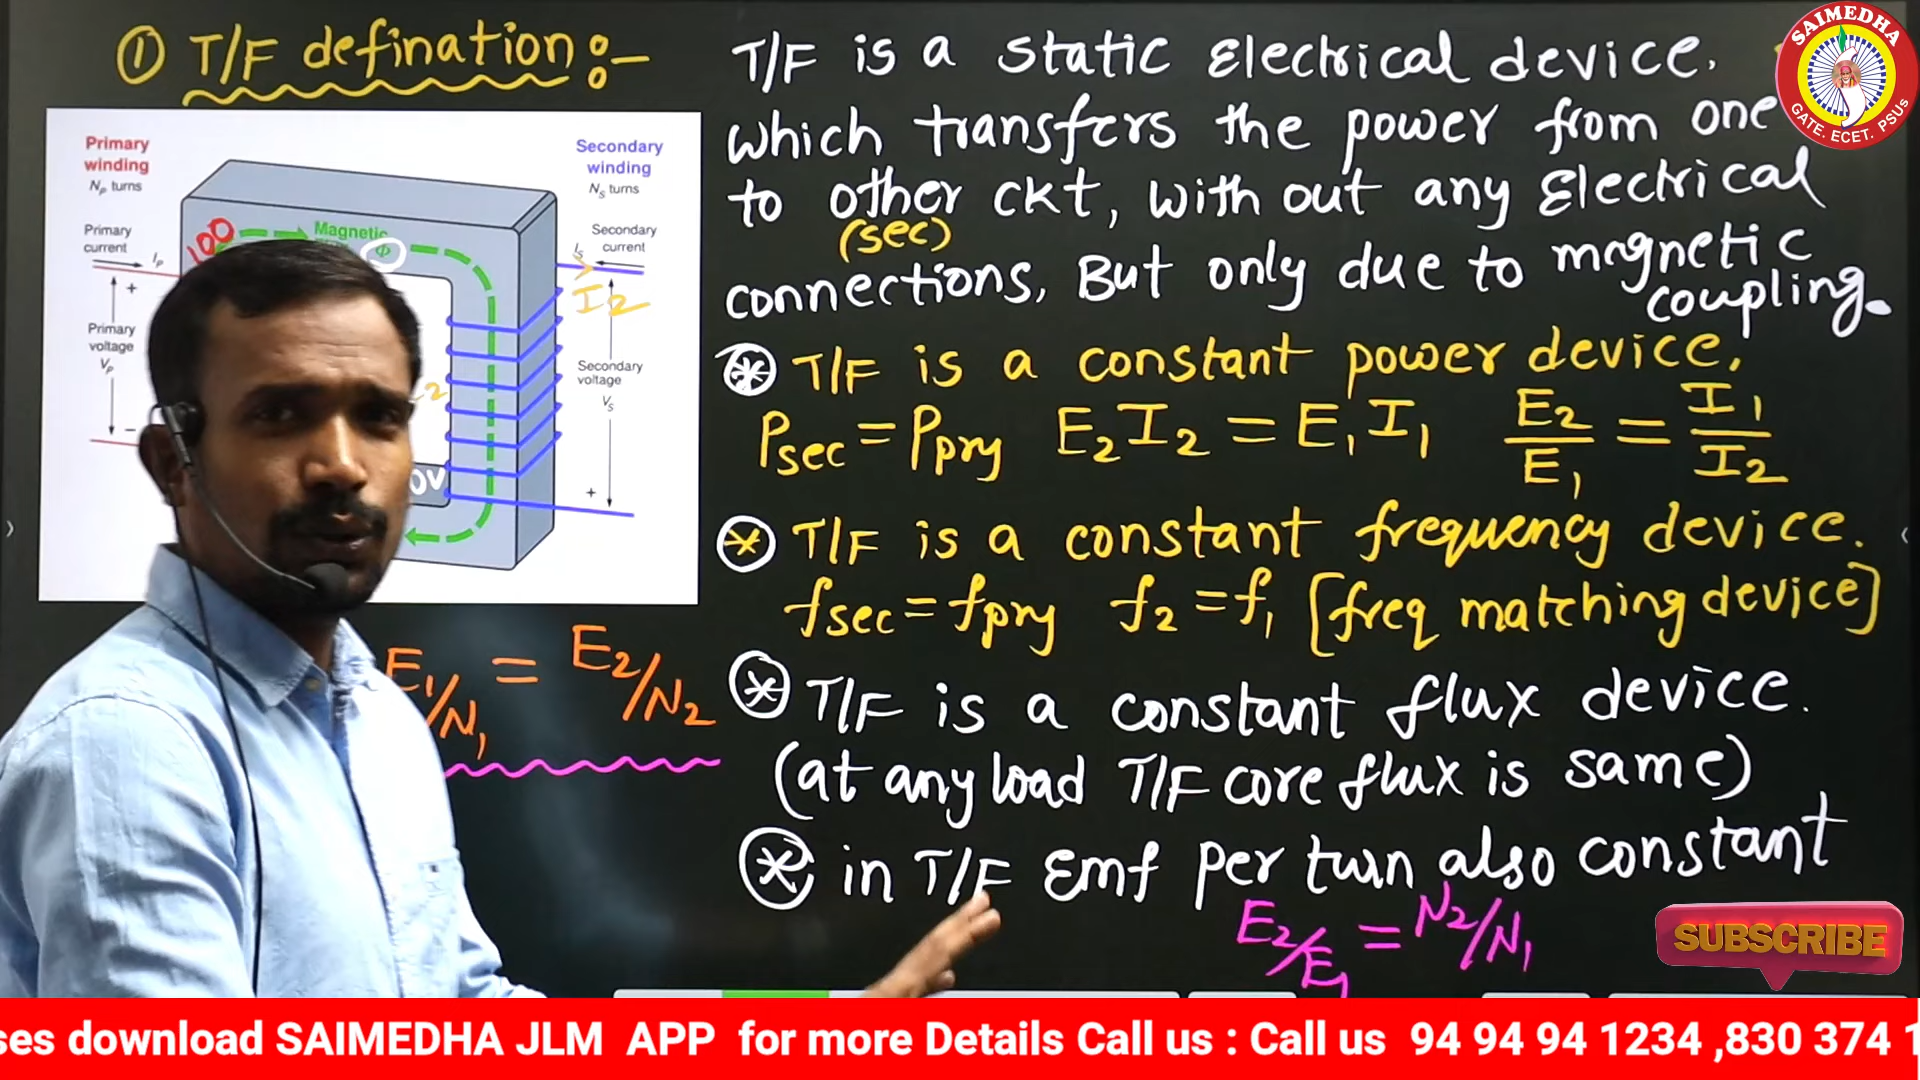 ① T/F defination :-
Primary
winding
Np turns
Secondary
winding
Ns turns
Primary
current
Ip
Magnetic
Φ
100
Is
Secondary
current
I2
+
Primary
voltage
Vp
-
Secondary
voltage
Vs
+
0V
E1/N1 = E2/N2
T/F is a static Electrical device.
which transfers the power from one
to other ckt, with out any Electrical
(sec)
connections, But only due to magnetic
coupling.
* T/F is a constant power device,
Psec = Ppry E2I2 = E1I1 E2/E1 = I1/I2
* T/F is a constant frequency device.
fsec = fpry f2 = f1 [freq matching device]
* T/F is a constant flux device.
(at any load T/F core flux is same)
* in T/F Emf Per turn also constant
E2/E1 = N2/N1
SAIMEDHA
GATE. ECET. PSUs
SUBSCRIBE
ses download SAIMEDHA JLM APP for more Details Call us : Call us 94 94 94 1234 ,830 374 1